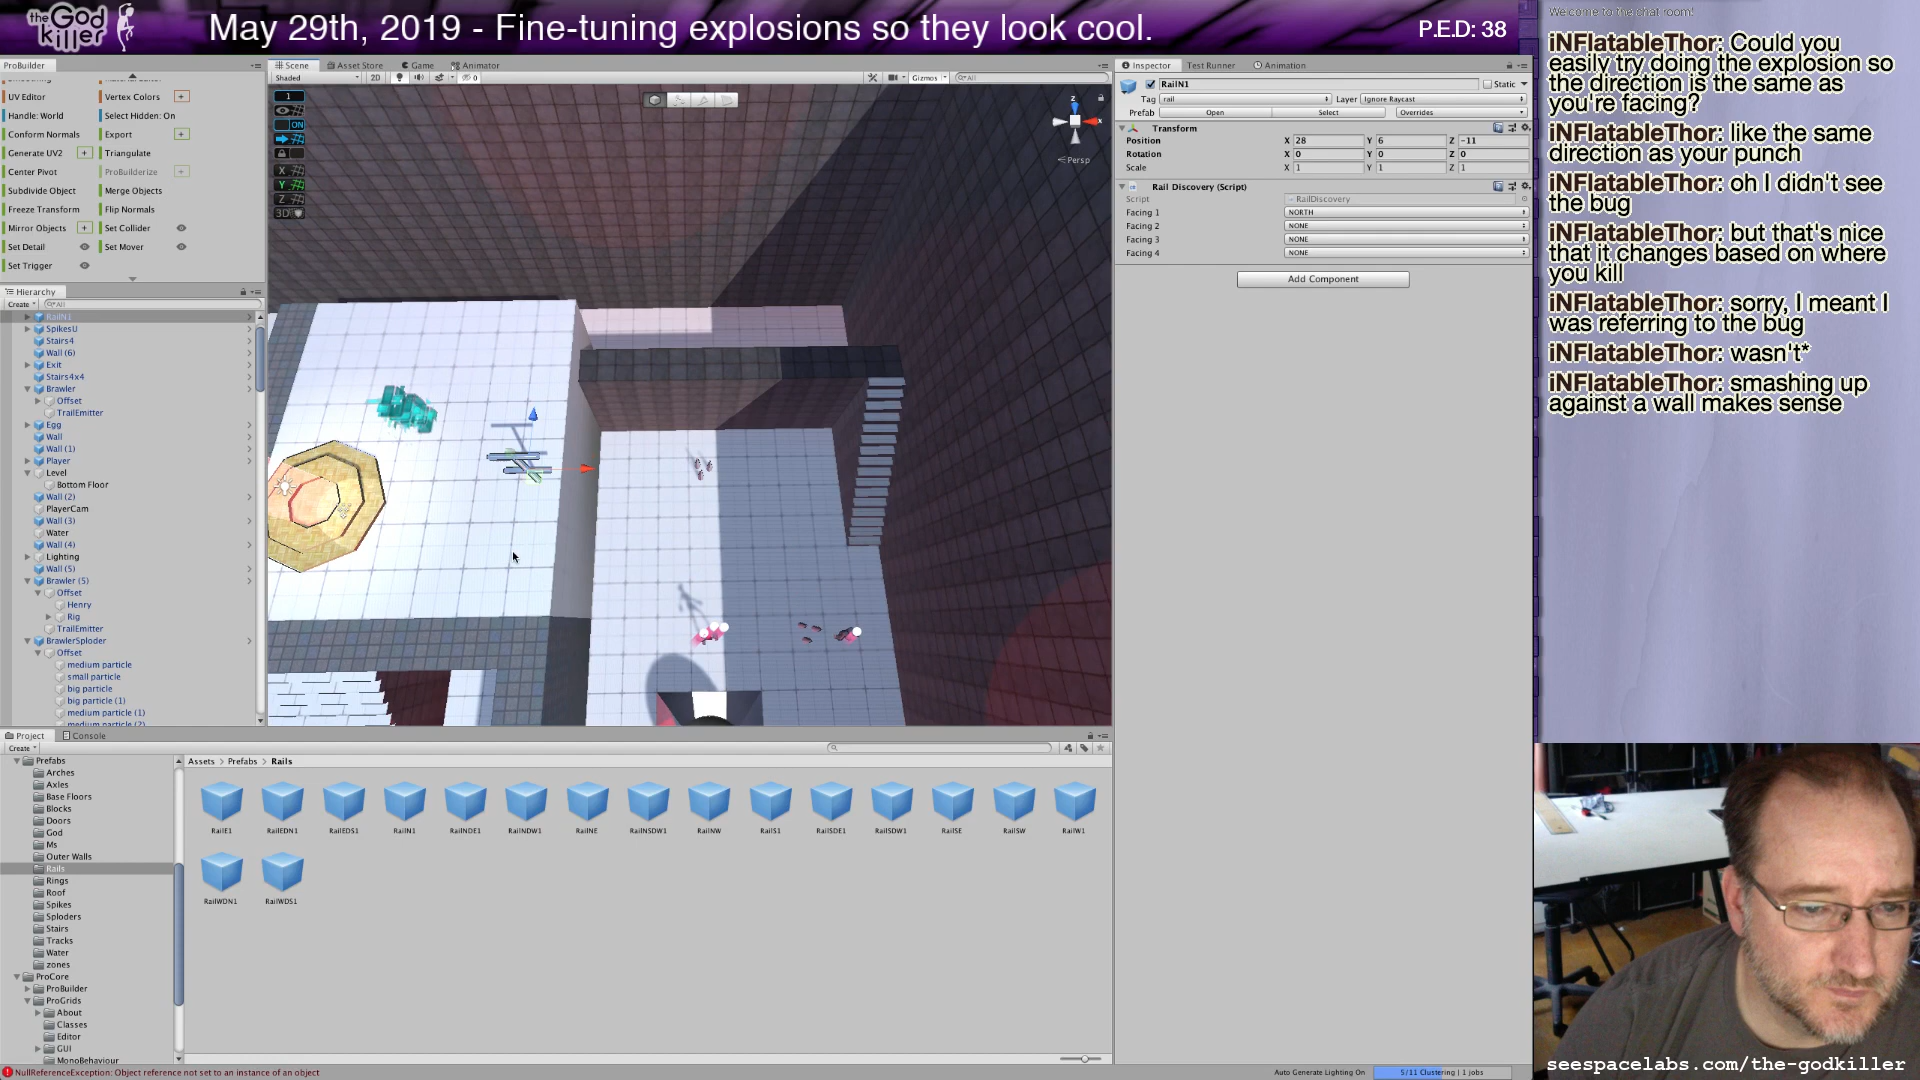 the God killer
May 29th, 2019 - Fine-tuning explosions so they look cool.
P.E.D: 38
ProBuilder
UV Editor
Vertex Colors
Handle: World
Select Hidden: On
Conform Normals
Export
Generate UV2
Triangulate
Center Pivot
ProBuilderize
Subdivide Object
Merge Objects
Freeze Transform
Flip Normals
Mirror Objects
Set Collider
Set Detail
Set Mover
Set Trigger
Hierarchy
Create
All
RailN1
SpikesU
Stairs4
Wall (6)
Exit
Stairs4x4
Brawler
Offset
TrailEmitter
Egg
Wall
Wall (1)
Player
Level
Bottom Floor
Wall (2)
PlayerCam
Wall (3)
Water
Wall (4)
Lighting
Wall (5)
Brawler (5)
Offset
Henry
Rig
TrailEmitter
BrawlerSploder
Offset
medium particle
small particle
big particle
big particle (1)
medium particle (1)
medium particle (2)
Scene
Asset Store
Game
Animator
Shaded
2D
0
Gizmos
All
1
ON
X
Y
Z
3D
Z
X
Persp
Inspector
Test Runner
Animation
RailN1
Static
Tag rail
Layer Ignore Raycast
Prefab
Open
Select
Overrides
Transform
Position X 28 Y 6 Z -11
Rotation X 0 Y 0 Z 0
Scale X 1 Y 1 Z 1
Rail Discovery (Script)
Script RailDiscovery
Facing 1 NORTH
Facing 2 NONE
Facing 3 NONE
Facing 4 NONE
Add Component
Project
Console
Create
Prefabs
Arches
Axles
Base Floors
Blocks
Doors
God
Ms
Outer Walls
Rails
Rings
Roof
Spikes
Sploders
Stairs
Tracks
Water
zones
ProCore
ProBuilder
ProGrids
About
Classes
Editor
GUI
MonoBehaviour
Assets > Prefabs > Rails
RailE1
RailEDN1
RailEDS1
RailN1
RailNDE1
RailNDW1
RailNE
RailNSDW1
RailNW
RailS1
RailSDE1
RailSDW1
RailSE
RailSW
RailW1
RailWDN1
RailWDS1
NullReferenceException: Object reference not set to an instance of an object
Auto Generate Lighting On
5/11 Clustering | 1 jobs
Welcome to the chat room!
iNFlatableThor: Could you
easily try doing the explosion so
the direction is the same as
you're facing?
iNFlatableThor: like the same
direction as your punch
iNFlatableThor: oh I didn't see
the bug
iNFlatableThor: but that's nice
that it changes based on where
you kill
iNFlatableThor: sorry, I meant I
was referring to the bug
iNFlatableThor: wasn't*
iNFlatableThor: smashing up
against a wall makes sense
seespacelabs.com/the-godkiller